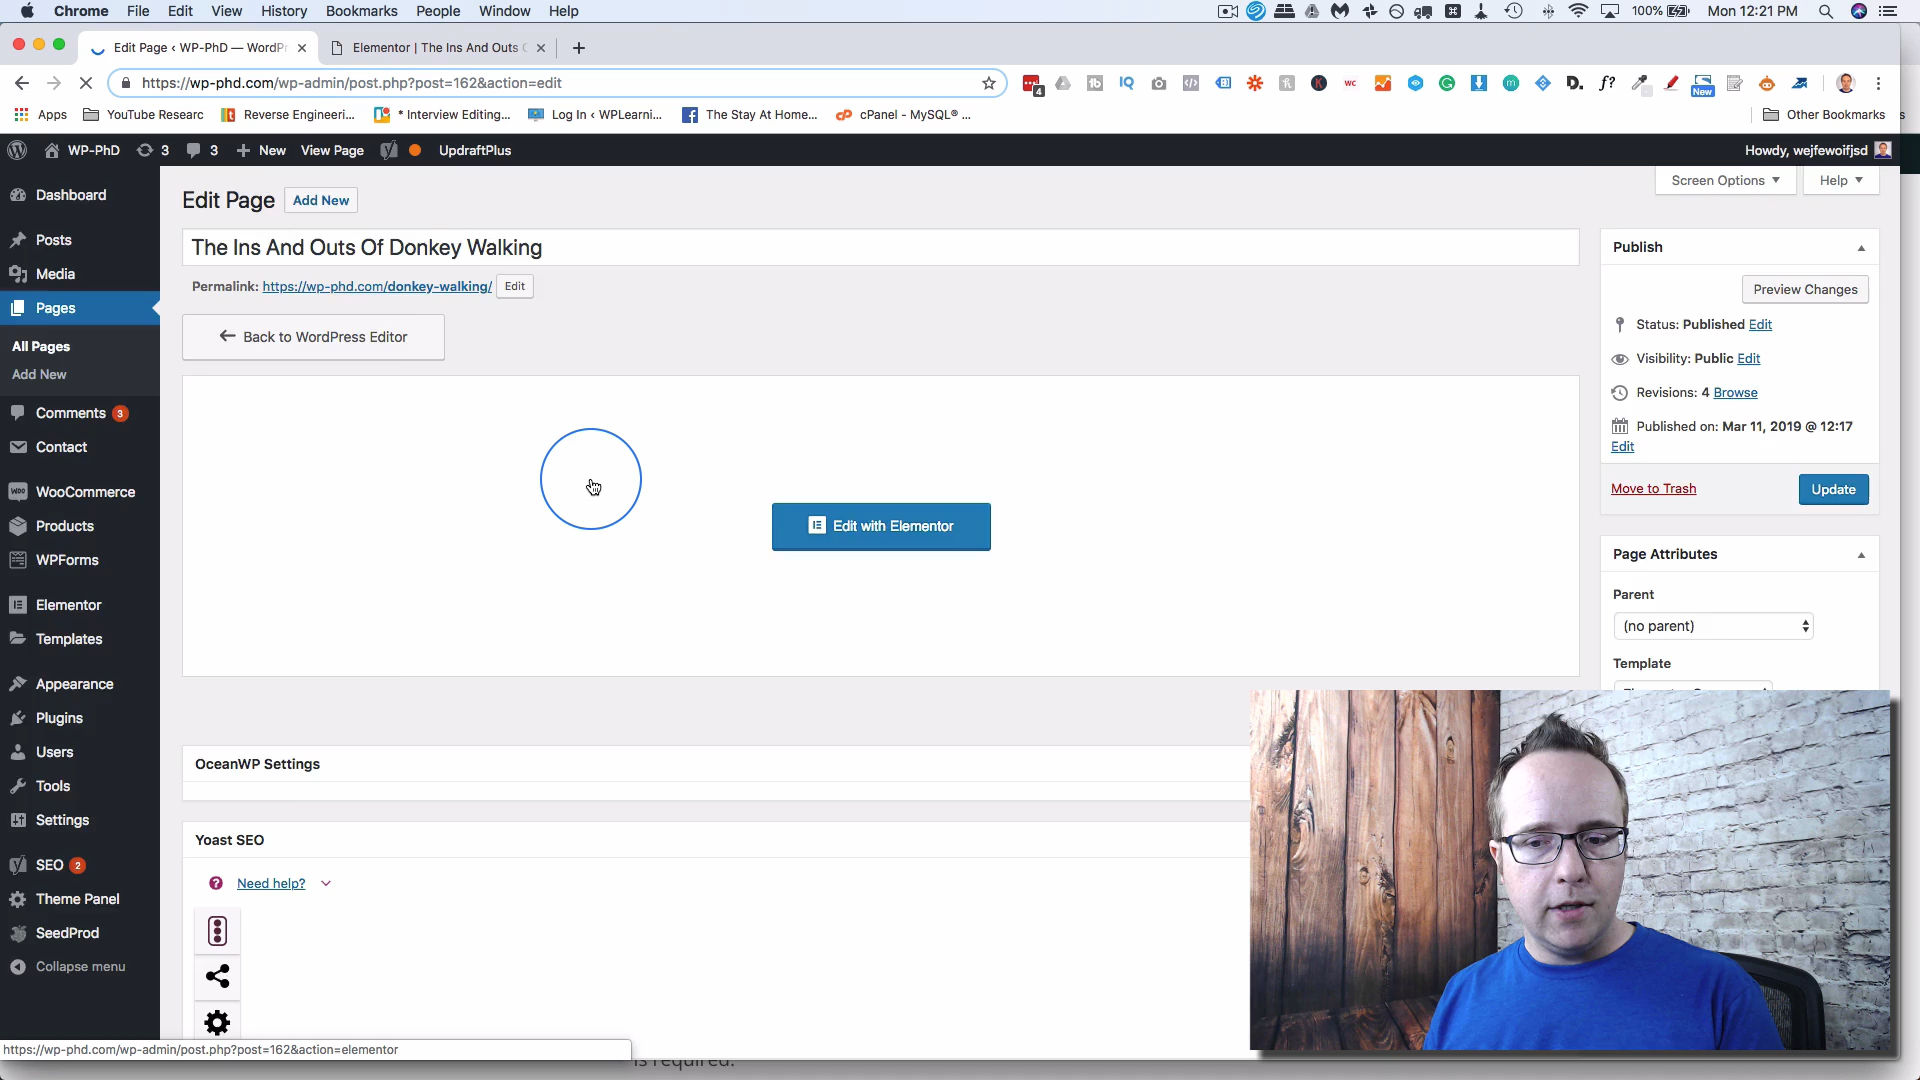 Chrome File Edit View History Bookmarks People Window Help
100% Mon 12:21 PM
Edit Page ‹ WP-PhD — WordPr
Elementor | The Ins And Outs
https://wp-phd.com/wp-admin/post.php?post=162&action=edit
Apps YouTube Researc Reverse Engineeri... * Interview Editing... Log In ‹ WPLearni... The Stay At Home... cPanel - MySQL® ... Other Bookmarks
WP-PhD 3 3 New View Page UpdraftPlus
Howdy, wejfewoifjsd
Screen Options
Help
Dashboard
Posts
Media
Pages
All Pages
Add New
Comments 3
Contact
WooCommerce
Products
WPForms
Elementor
Templates
Appearance
Plugins
Users
Tools
Settings
SEO 2
Theme Panel
SeedProd
Collapse menu
Edit Page
Add New
The Ins And Outs Of Donkey Walking
Permalink: https://wp-phd.com/donkey-walking/ Edit
Back to WordPress Editor
Edit with Elementor
OceanWP Settings
Yoast SEO
Need help?
Publish
Preview Changes
Status: Published Edit
Visibility: Public Edit
Revisions: 4 Browse
Published on: Mar 11, 2019 @ 12:17
Edit
Move to Trash
Update
Page Attributes
Parent
(no parent)
Template
https://wp-phd.com/wp-admin/post.php?post=162&action=elementor
is required.